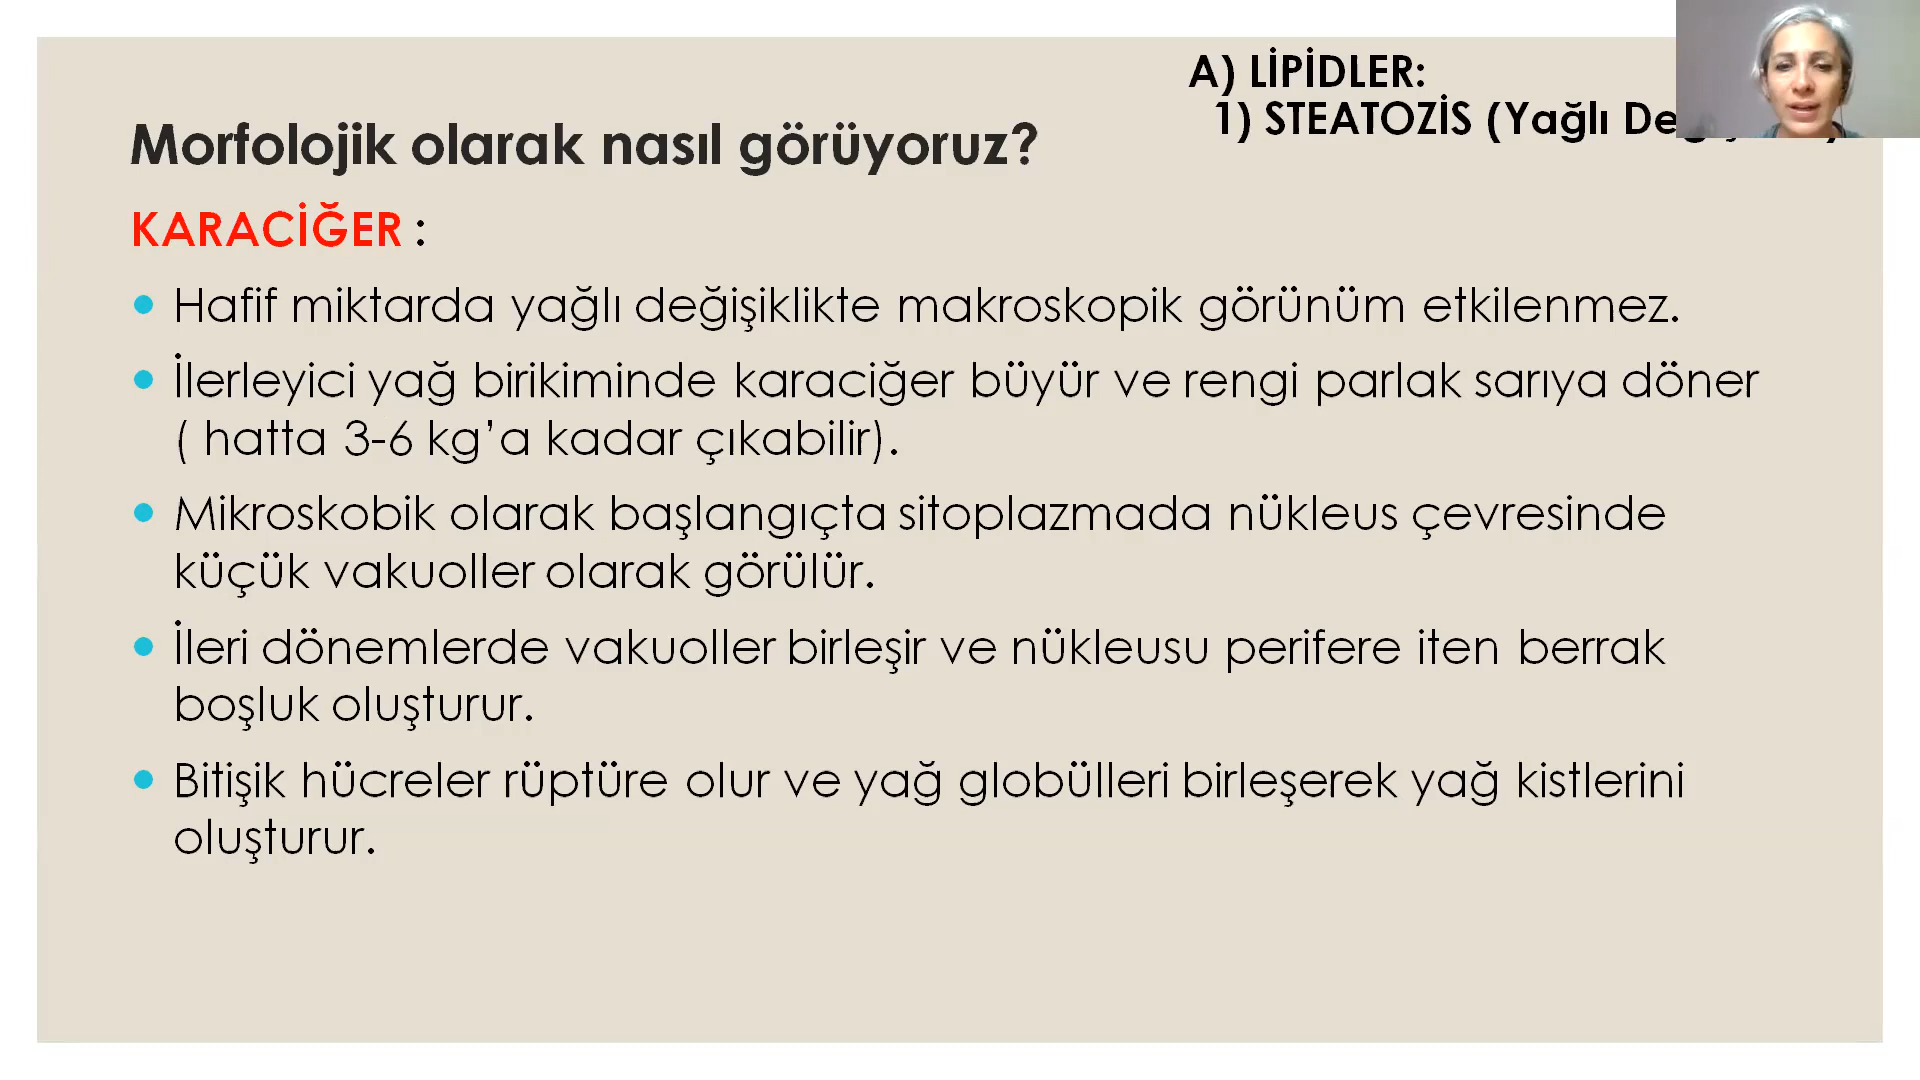 A) LİPİDLER:
1) STEATOZİS (Yağlı
Morfolojik olarak nasıl görüyoruz?
KARACİĞER :
• Hafif miktarda yağlı değişiklikte makroskopik görünüm etkilenmez.
• İlerleyici yağ birikiminde karaciğer büyür ve rengi parlak sarıya döner
( hatta 3-6 kg’a kadar çıkabilir).
• Mikroskobik olarak başlangıçta sitoplazmada nükleus çevresinde
küçük vakuoller olarak görülür.
• İleri dönemlerde vakuoller birleşir ve nükleusu perifere iten berrak
boşluk oluşturur.
• Bitişik hücreler rüptüre olur ve yağ globülleri birleşerek yağ kistlerini
oluşturur.